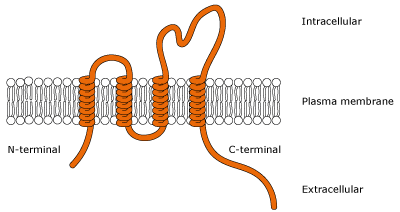 Intracellular
Plasma membrane
N-terminal
C-terminal
Extracellular